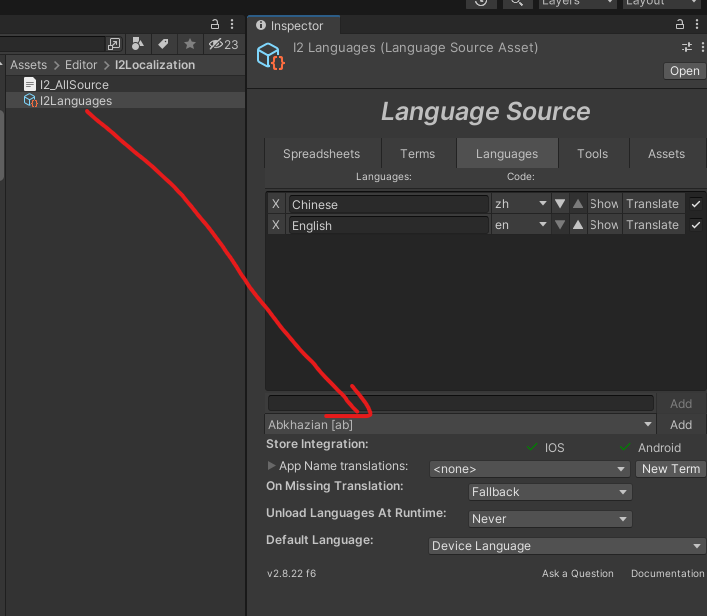 Layers
Layout
Inspector
23
I2 Languages (Language Source Asset)
Open
Assets
Editor
I2Localization
I2_AllSource
I2Languages
Language Source
Spreadsheets
Terms
Languages
Tools
Assets
Languages:
Code:
X
Chinese
zh
Show
Translate
X
English
en
Show
Translate
Add
Abkhazian [ab]
Add
Store Integration:
IOS
Android
App Name translations:
<none>
New Term
On Missing Translation:
Fallback
Unload Languages At Runtime:
Never
Default Language:
Device Language
v2.8.22 f6
Ask a Question
Documentation